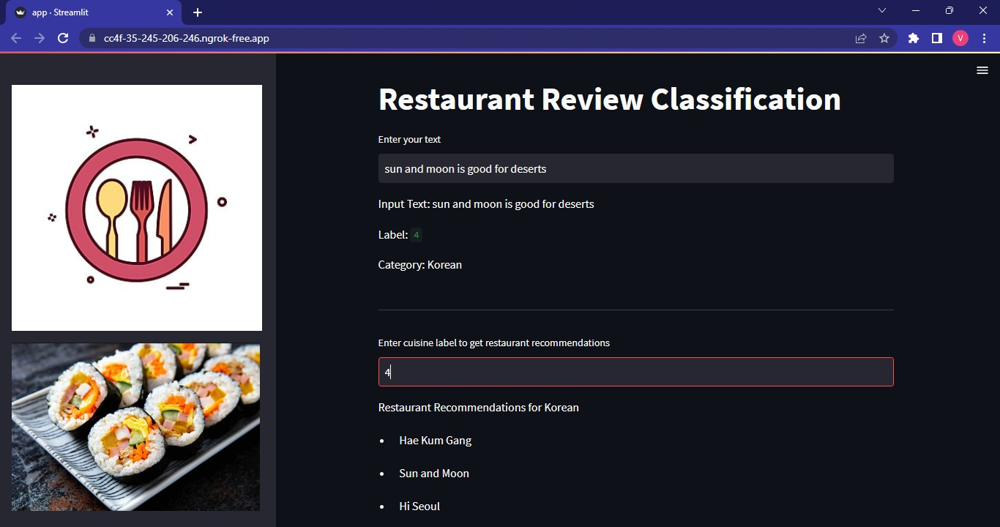 app · Streamlit
cc4f-35-245-206-246.ngrok-free.app
V
Restaurant Review Classification
Enter your text
sun and moon is good for deserts
Input Text: sun and moon is good for deserts
Label: 4
Category: Korean
Enter cuisine label to get restaurant recommendations
4
Restaurant Recommendations for Korean
• Hae Kum Gang
• Sun and Moon
• Hi Seoul